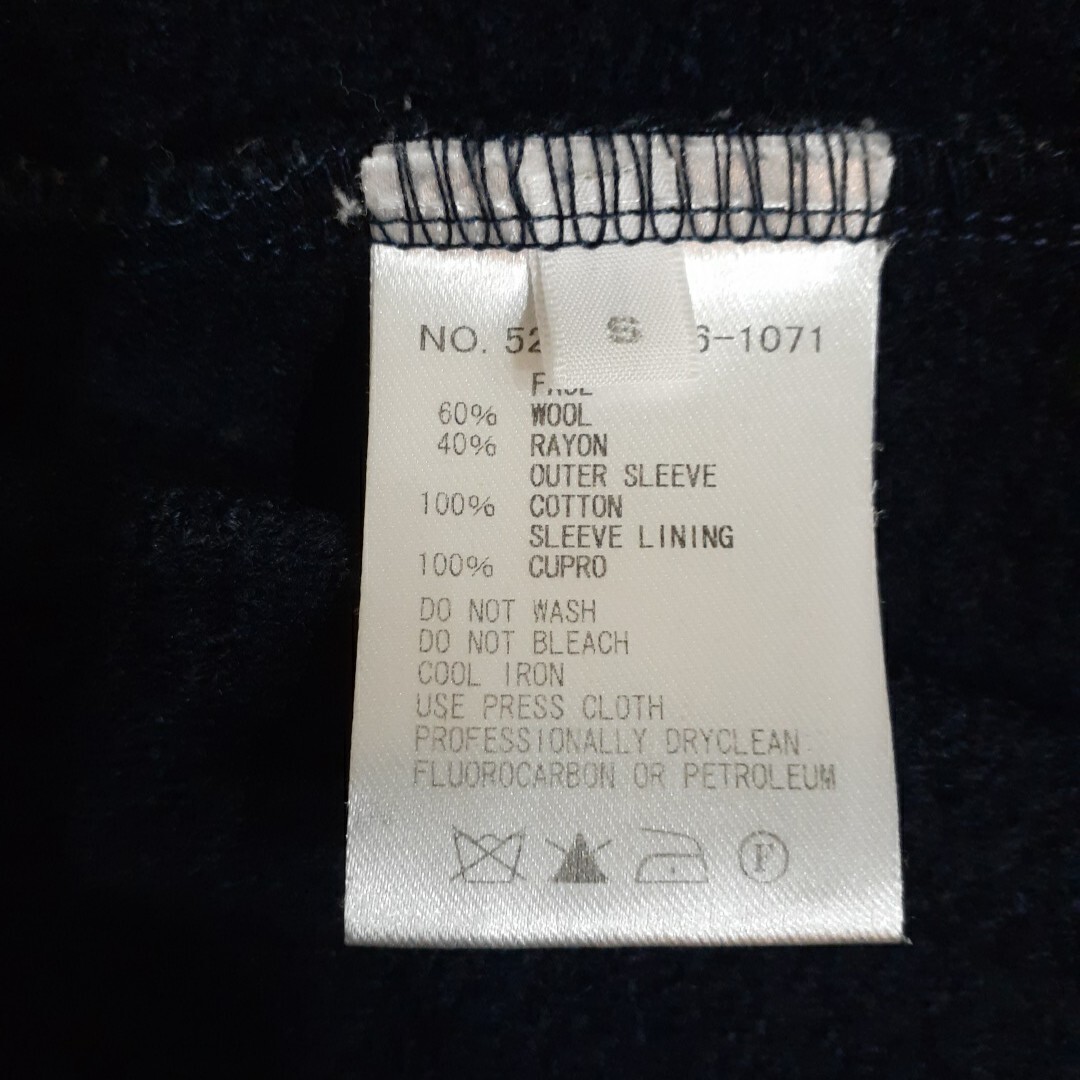 S
NO. 52 6-1071
60% WOOL
40% RAYON
OUTER SLEEVE
100% COTTON
SLEEVE LINING
100% CUPRO
DO NOT WASH
DO NOT BLEACH
COOL IRON
USE PRESS CLOTH
PROFESSIONALLY DRYCLEAN
FLUOROCARBON OR PETROLEUM
F